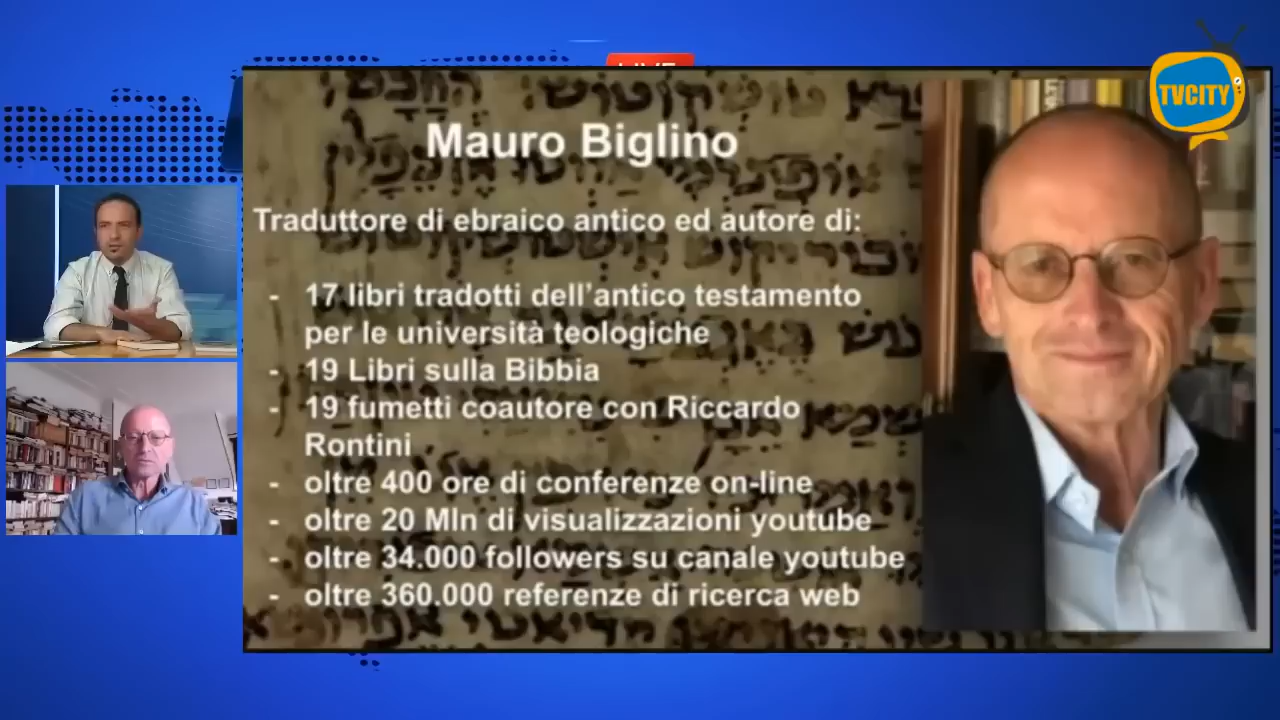 LIVE
TVCITY
Mauro Biglino
Traduttore di ebraico antico ed autore di:
- 17 libri tradotti dell'antico testamento
per le università teologiche
- 19 Libri sulla Bibbia
- 19 fumetti coautore con Riccardo
Rontini
- oltre 400 ore di conferenze on-line
- oltre 20 Mln di visualizzazioni youtube
- oltre 34.000 followers su canale youtube
- oltre 360.000 referenze di ricerca web